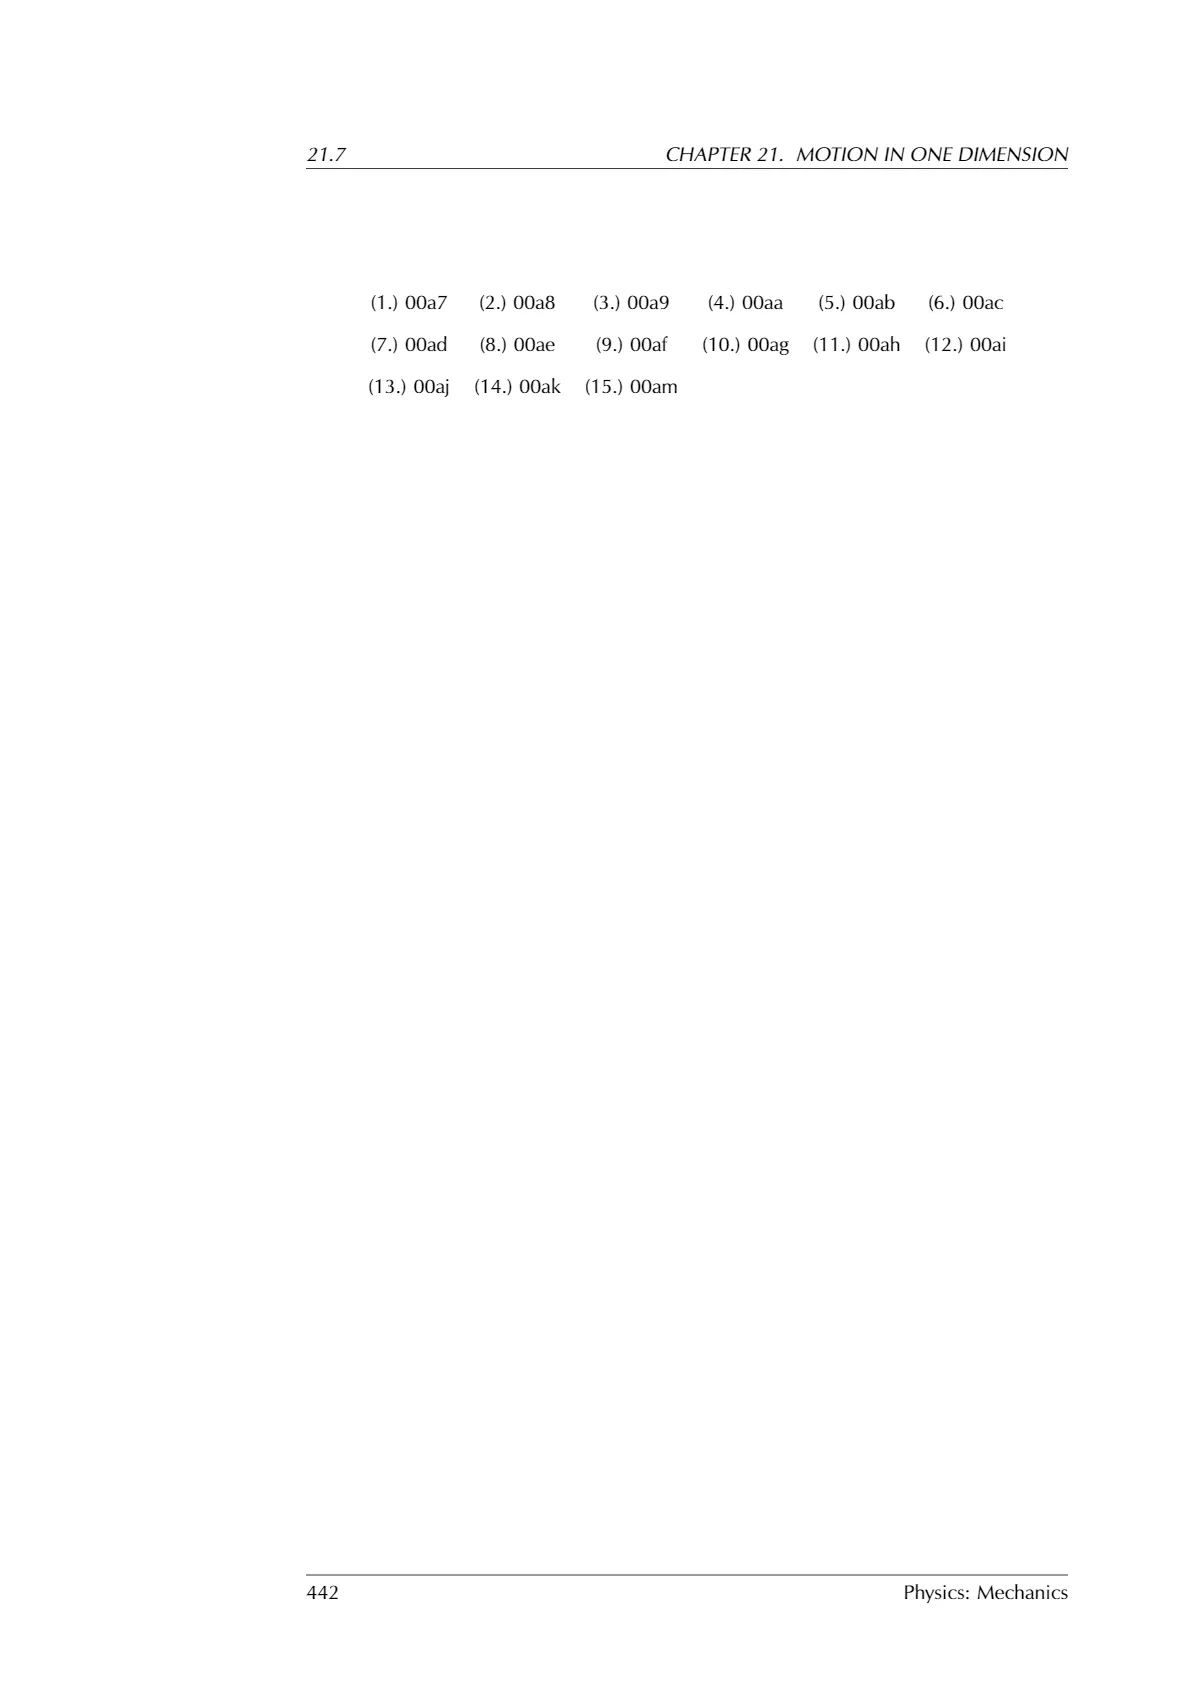 21.7 CHAPTER 21. MOTION IN ONE DIMENSION
(1.) 00a7 (2.) 00a8 (3.) 00a9 (4.) 00aa (5.) 00ab (6.) 00ac
(7.) 00ad (8.) 00ae (9.) 00af (10.) 00ag (11.) 00ah (12.) 00ai
(13.) 00aj (14.) 00ak (15.) 00am
442 Physics: Mechanics